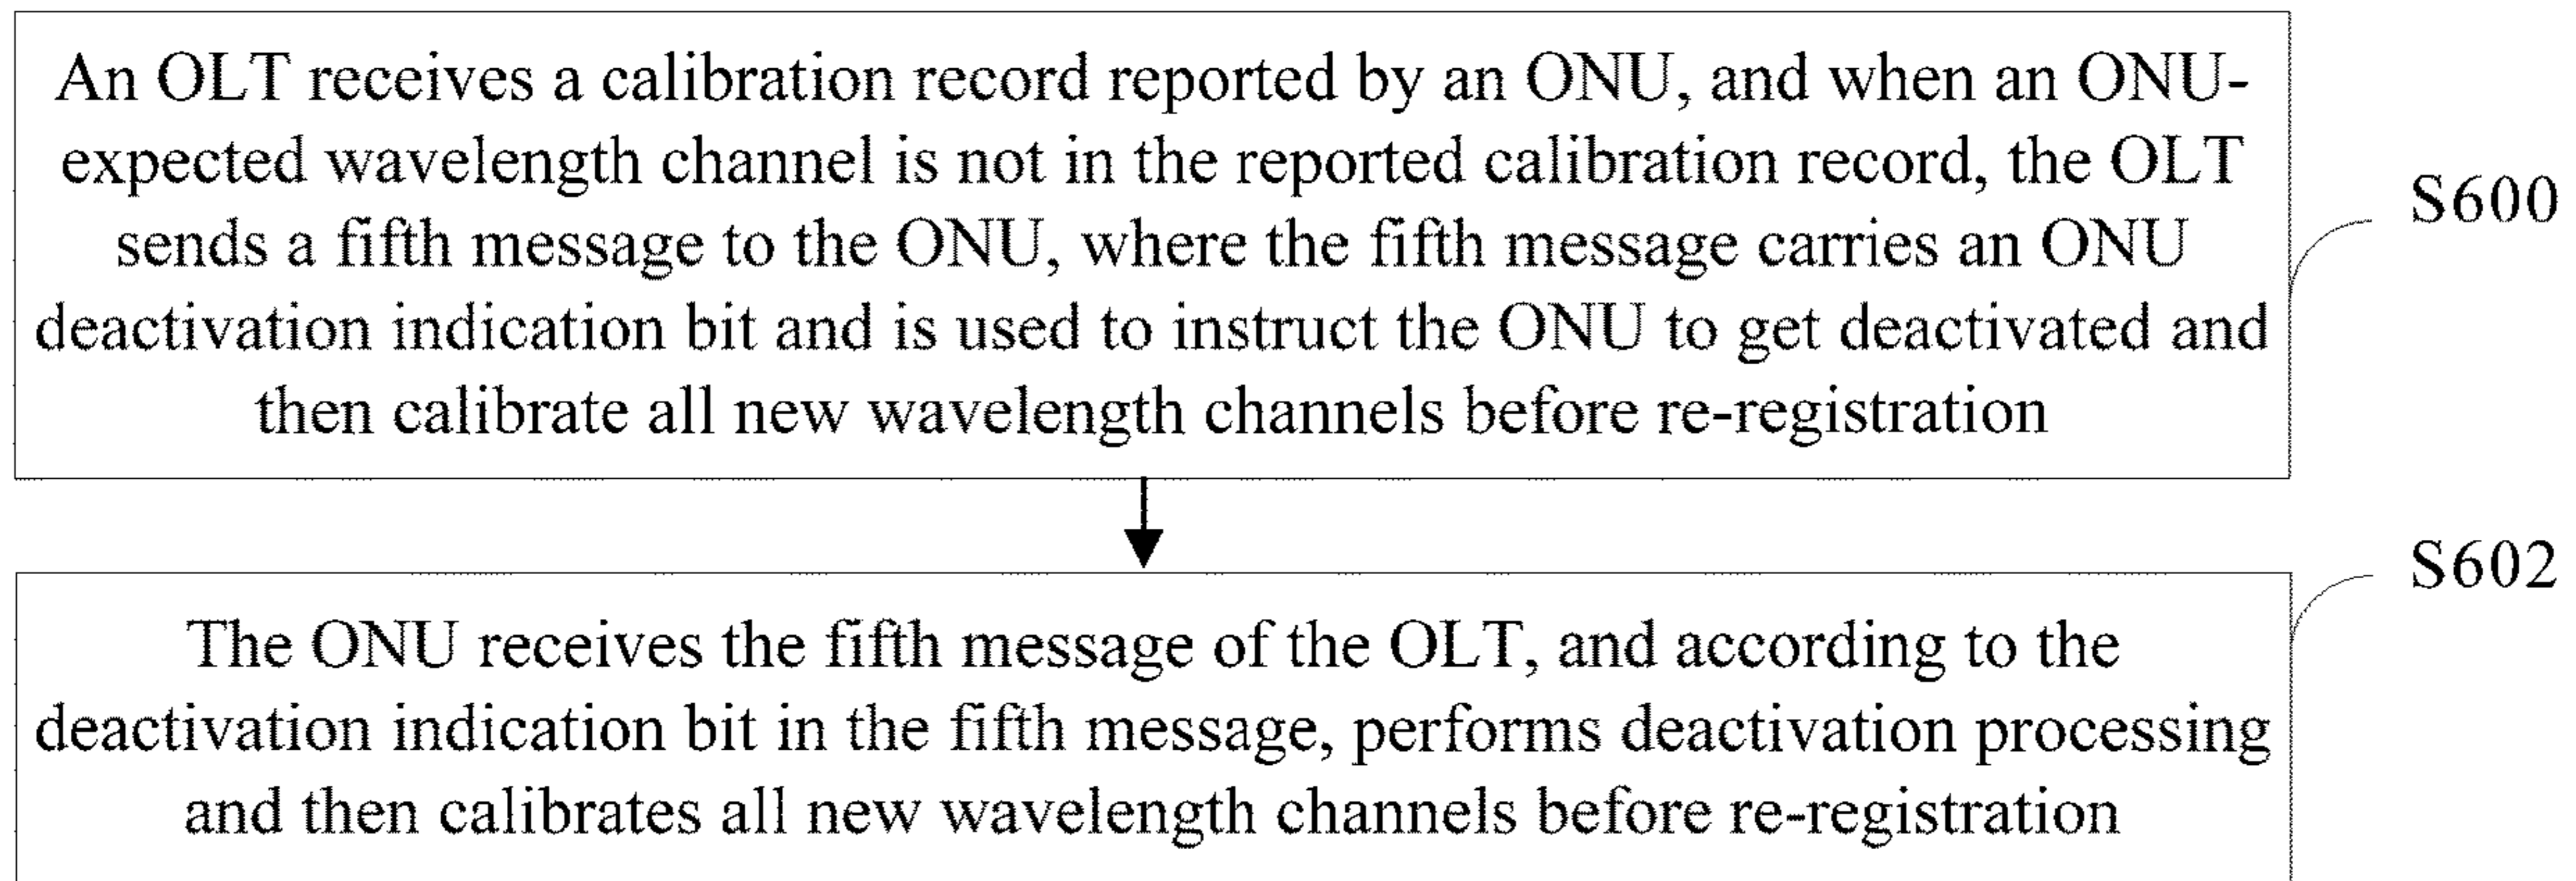 An OLT receives a calibration record reported by an ONU, and when an ONU-
expected wavelength channel is not in the reported calibration record, the OLT
sends a fifth message to the ONU, where the fifth message carries an ONU
deactivation indication bit and is used to instruct the ONU to get deactivated and
then calibrate all new wavelength channels before re-registration
S600
The ONU receives the fifth message of the OLT, and according to the
deactivation indication bit in the fifth message, performs deactivation processing
and then calibrates all new wavelength channels before re-registration
S602